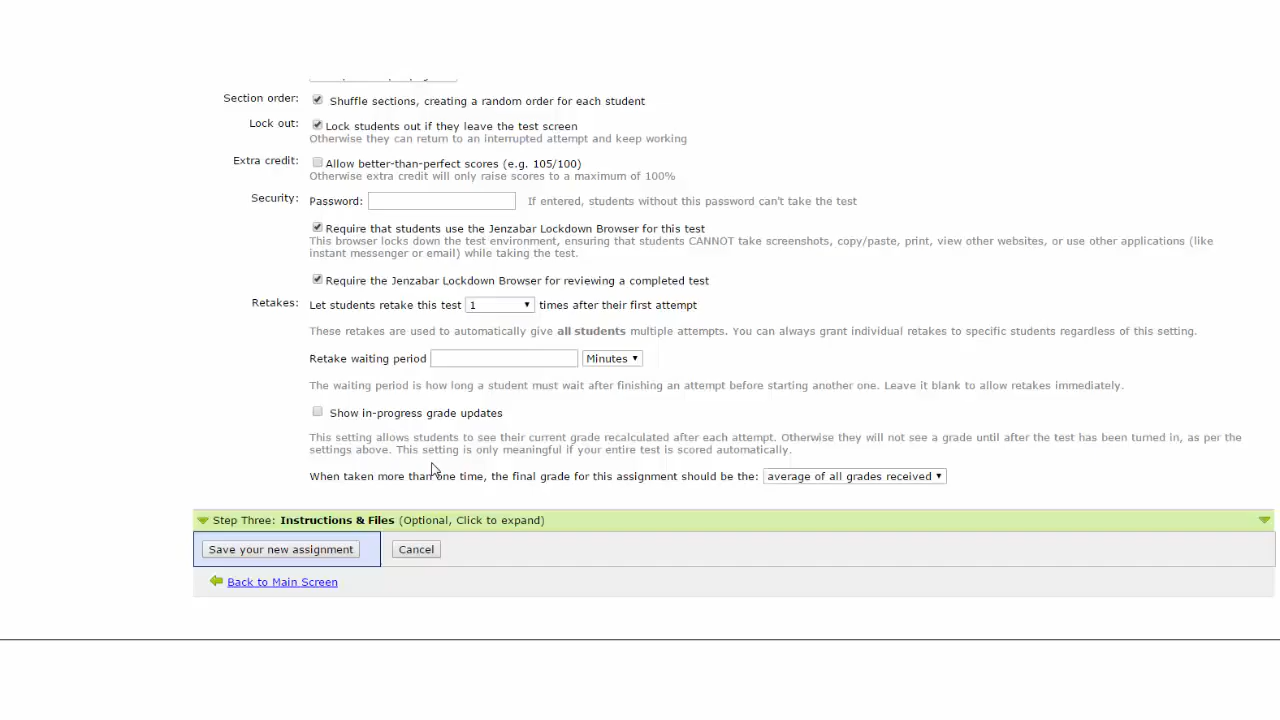 Section order: Shuffle sections, creating a random order for each student
Lock out: Lock students out if they leave the test screen
Otherwise they can return to an interrupted attempt and keep working
Extra credit: Allow better-than-perfect scores (e.g. 105/100)
Otherwise extra credit will only raise scores to a maximum of 100%
Security: Password: If entered, students without this password can't take the test
Require that students use the Jenzabar Lockdown Browser for this test
This browser locks down the test environment, ensuring that students CANNOT take screenshots, copy/paste, print, view other websites, or use other applications (like
instant messenger or email) while taking the test.
Require the Jenzabar Lockdown Browser for reviewing a completed test
Retakes: Let students retake this test 1 times after their first attempt
These retakes are used to automatically give all students multiple attempts. You can always grant individual retakes to specific students regardless of this setting.
Retake waiting period Minutes
The waiting period is how long a student must wait after finishing an attempt before starting another one. Leave it blank to allow retakes immediately.
Show in-progress grade updates
This setting allows students to see their current grade recalculated after each attempt. Otherwise they will not see a grade until after the test has been turned in, as per the
settings above. This setting is only meaningful if your entire test is scored automatically.
When taken more than one time, the final grade for this assignment should be the: average of all grades received
Step Three: Instructions & Files (Optional, Click to expand)
Save your new assignment Cancel
Back to Main Screen